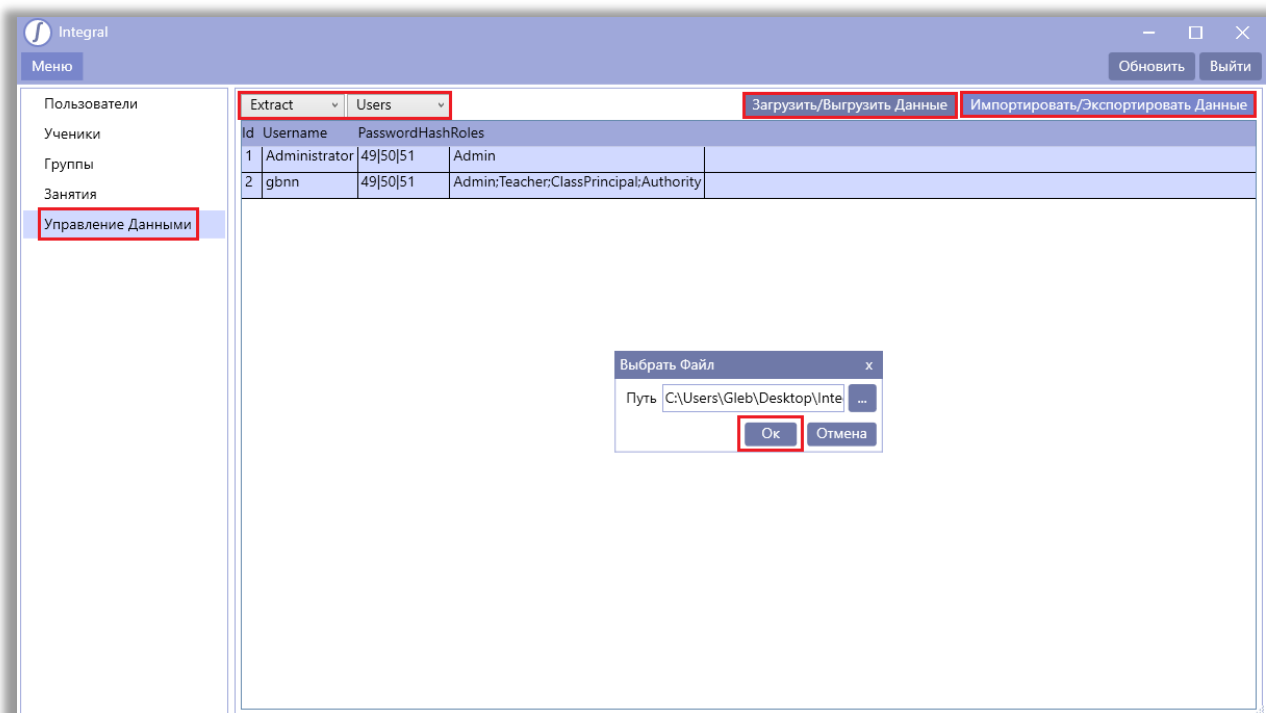 Integral
Меню
Обновить Выйти
Пользователи
Ученики
Группы
Занятия
Управление Данными
Extract Users Загрузить/Выгрузить Данные Импортировать/Экспортировать Данные
Id Username PasswordHash Roles
1 Administrator 49|50|51 Admin
2 gbnn 49|50|51 Admin;Teacher;ClassPrincipal;Authority
Выбрать Файл x
Путь C:\Users\Gleb\Desktop\Inte ...
Ок Отмена